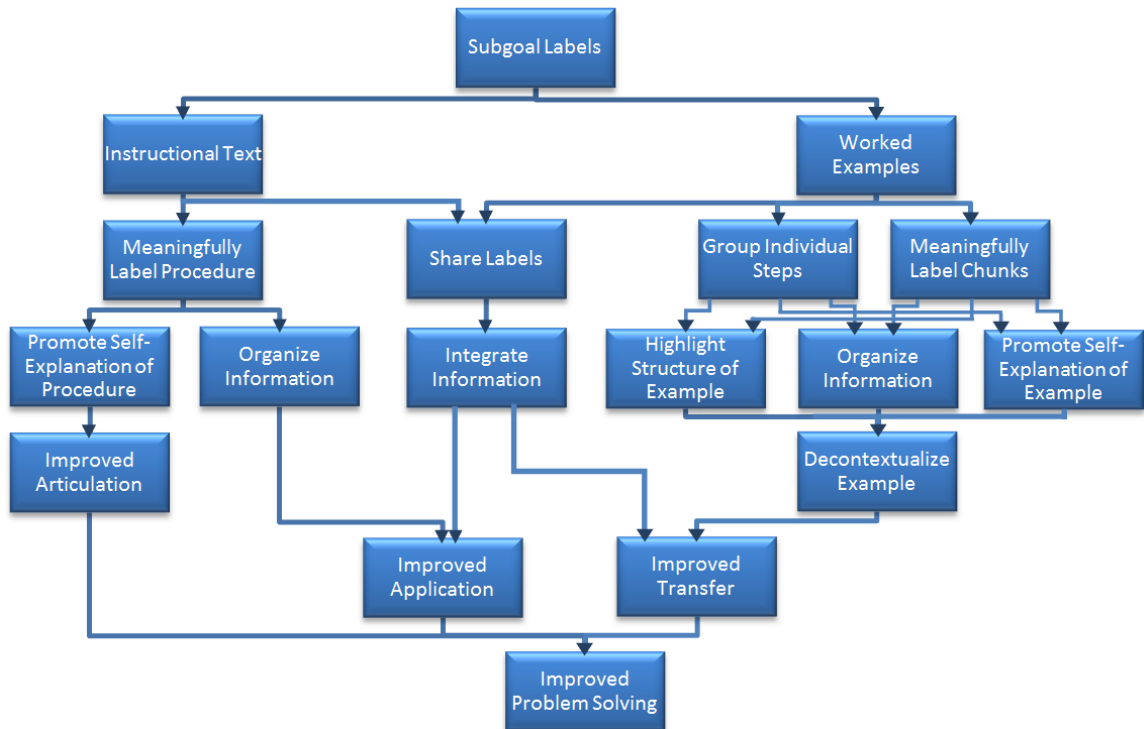 Subgoal Labels
Instructional Text
Worked
Examples
Meaningfully
Label Procedure
Share Labels
Group Individual
Steps
Meaningfully
Label Chunks
Promote Self-
Explanation of
Procedure
Organize
Information
Integrate
Information
Highlight
Structure of
Example
Organize
Information
Promote Self-
Explanation of
Example
Improved
Articulation
Decontextualize
Example
Improved
Application
Improved
Transfer
Improved
Problem Solving